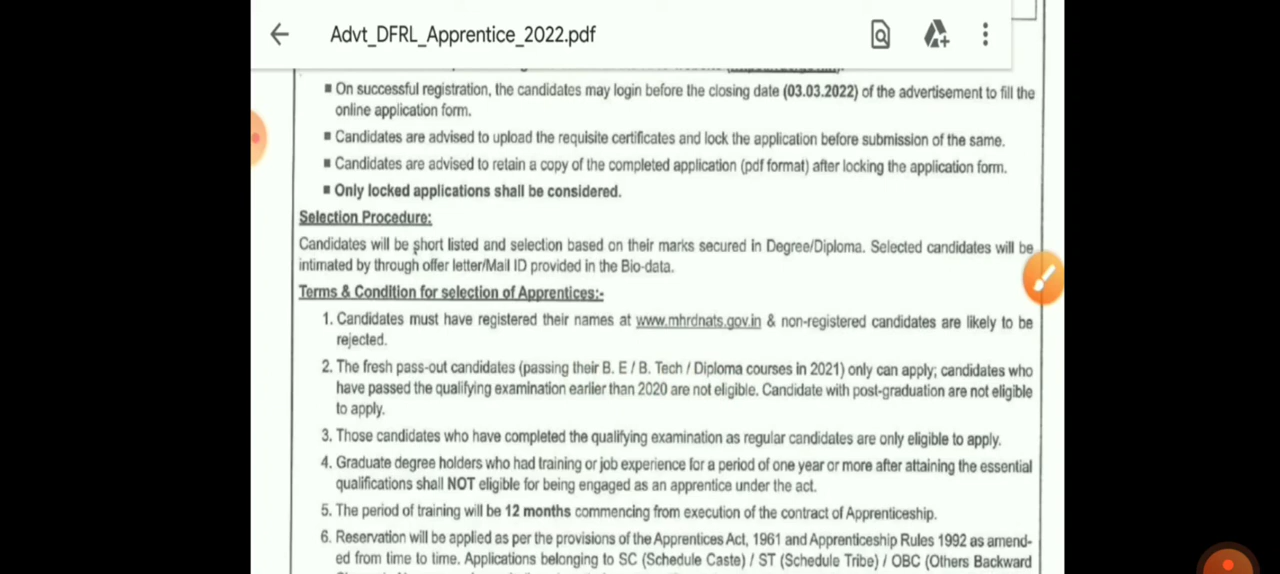 Advt_DFRL_Apprentice_2022.pdf
■ On successful registration, the candidates may login before the closing date (03.03.2022) of the advertisement to fill the
online application form.
■ Candidates are advised to upload the requisite certificates and lock the application before submission of the same.
■ Candidates are advised to retain a copy of the completed application (pdf format) after locking the application form.
■ Only locked applications shall be considered.
Selection Procedure:
Candidates will be short listed and selection based on their marks secured in Degree/Diploma. Selected candidates will be
intimated by through offer letter/Mail ID provided in the Bio-data.
Terms & Condition for selection of Apprentices:-
1. Candidates must have registered their names at www.mhrdnats.gov.in & non-registered candidates are likely to be
rejected.
2. The fresh pass-out candidates (passing their B. E / B. Tech / Diploma courses in 2021) only can apply; candidates who
have passed the qualifying examination earlier than 2020 are not eligible. Candidate with post-graduation are not eligible
to apply.
3. Those candidates who have completed the qualifying examination as regular candidates are only eligible to apply.
4. Graduate degree holders who had training or job experience for a period of one year or more after attaining the essential
qualifications shall NOT eligible for being engaged as an apprentice under the act.
5. The period of training will be 12 months commencing from execution of the contract of Apprenticeship.
6. Reservation will be applied as per the provisions of the Apprentices Act, 1961 and Apprenticeship Rules 1992 as amend-
ed from time to time. Applications belonging to SC (Schedule Caste) / ST (Schedule Tribe) / OBC (Others Backward